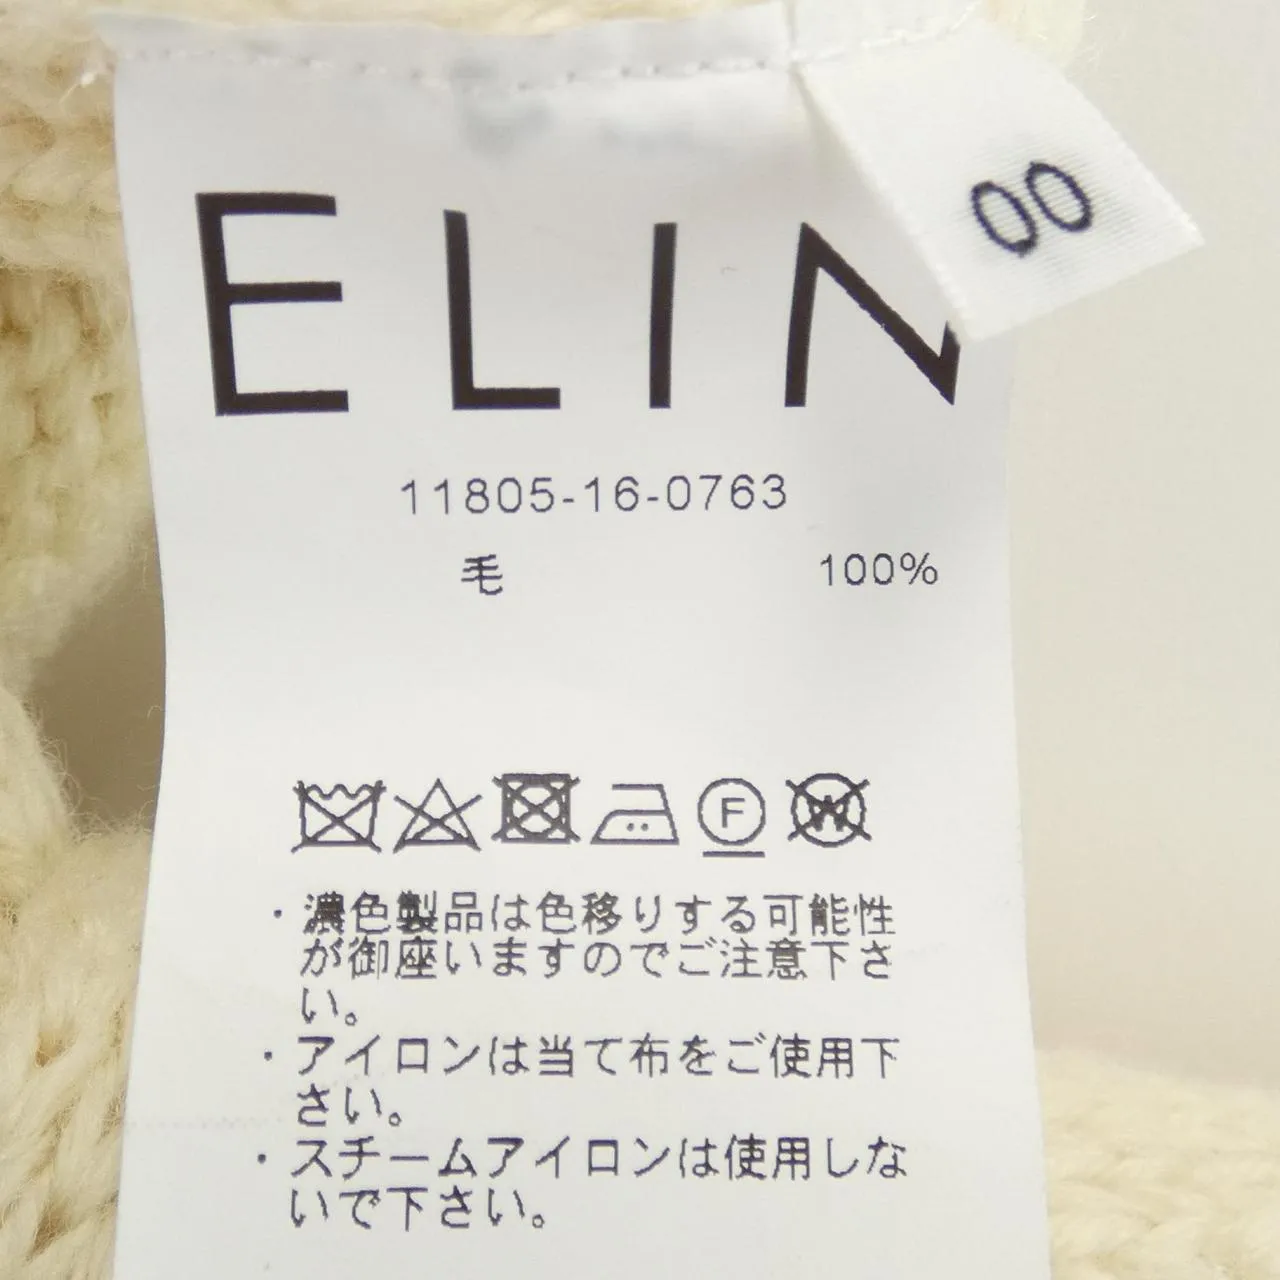 ELIN
00
11805-16-0763
毛 100%
F W
・濃色製品は色移りする可能性
が御座いますのでご注意下さ
い。
・アイロンは当て布をご使用下
さい。
・スチームアイロンは使用しな
いで下さい。